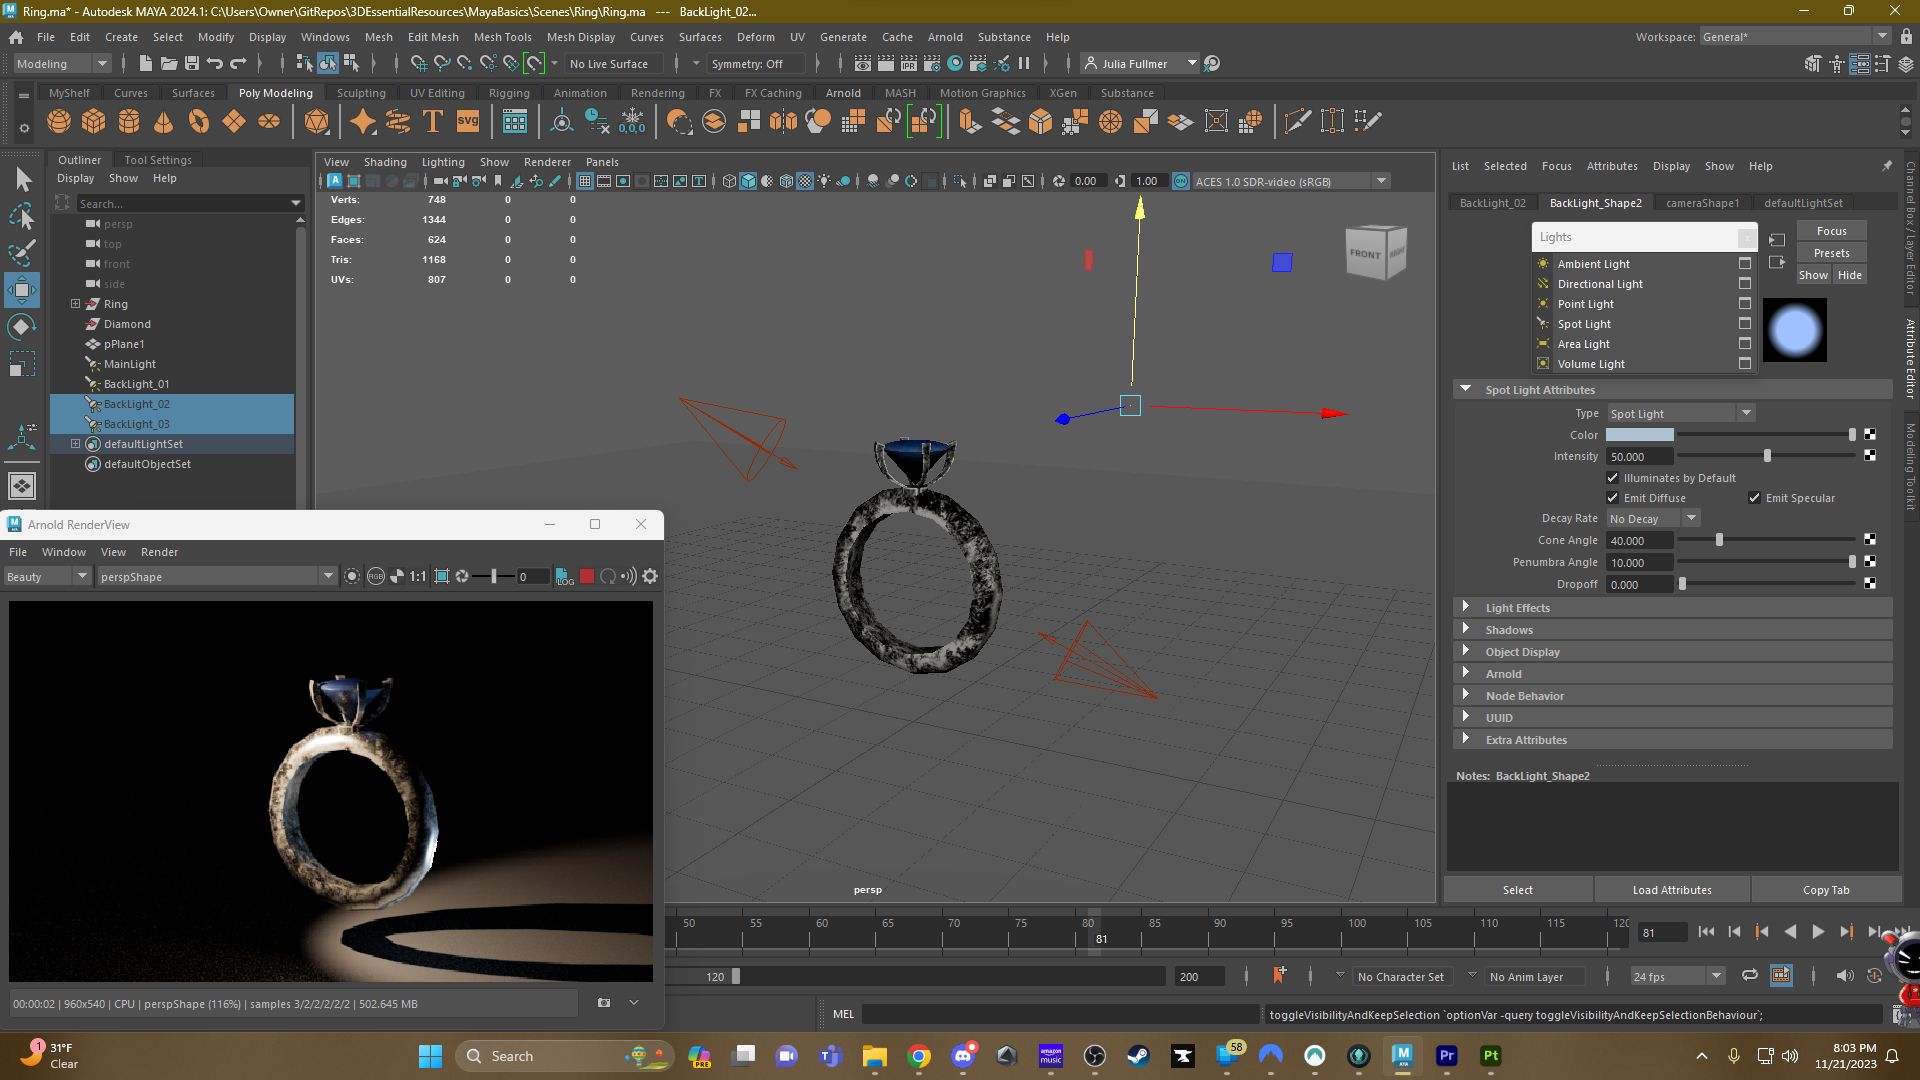 Ring.ma* - Autodesk MAYA 2024.1: C:\Users\Owner\GitRepos\3DEssentialResources\MayaBasics\Scenes\Ring\Ring.ma   ---   BackLight_02...
File Edit Create Select Modify Display Windows Mesh Edit Mesh Mesh Tools Mesh Display Curves Surfaces Deform UV Generate Cache Arnold Substance Help
Workspace: General*
Modeling
No Live Surface
Symmetry: Off
Julia Fullmer
MyShelf Curves Surfaces Poly Modeling Sculpting UV Editing Rigging Animation Rendering FX FX Caching Arnold MASH Motion Graphics XGen Substance
svg
0,0,0
Outliner Tool Settings
Display Show Help
Search...
persp
top
front
side
Ring
Diamond
pPlane1
MainLight
BackLight_01
BackLight_02
BackLight_03
defaultLightSet
defaultObjectSet
View Shading Lighting Show Renderer Panels
0.00 1.00 ACES 1.0 SDR-video (sRGB)
Verts: 748 0 0
Edges: 1344 0 0
Faces: 624 0 0
Tris: 1168 0 0
UVs: 807 0 0
FRONT RIGHT
persp
List Selected Focus Attributes Display Show Help
BackLight_02 BackLight_Shape2 cameraShape1 defaultLightSet
Lights
Ambient Light
Directional Light
Point Light
Spot Light
Area Light
Volume Light
Focus
Presets
Show Hide
Spot Light Attributes
Type Spot Light
Color
Intensity 50.000
Illuminates by Default
Emit Diffuse Emit Specular
Decay Rate No Decay
Cone Angle 40.000
Penumbra Angle 10.000
Dropoff 0.000
Light Effects
Shadows
Object Display
Arnold
Node Behavior
UUID
Extra Attributes
Notes: BackLight_Shape2
Select Load Attributes Copy Tab
Channel Box / Layer Editor
Attribute Editor
Modeling Toolkit
Arnold RenderView
File Window View Render
Beauty perspShape RGB 1:1 0 LOG
00:00:02 | 960x540 | CPU | perspShape (116%) | samples 3/2/2/2/2/2 | 502.645 MB
50 55 60 65 70 75 80 85 90 95 100 105 110 115 120
81
81
120
200
No Character Set
No Anim Layer
24 fps
MEL
toggleVisibilityAndKeepSelection `optionVar -query toggleVisibilityAndKeepSelectionBehaviour`;
1
31°F
Clear
Search
PRE
amazon music
58
M
Pr
Pt
8:03 PM
11/21/2023